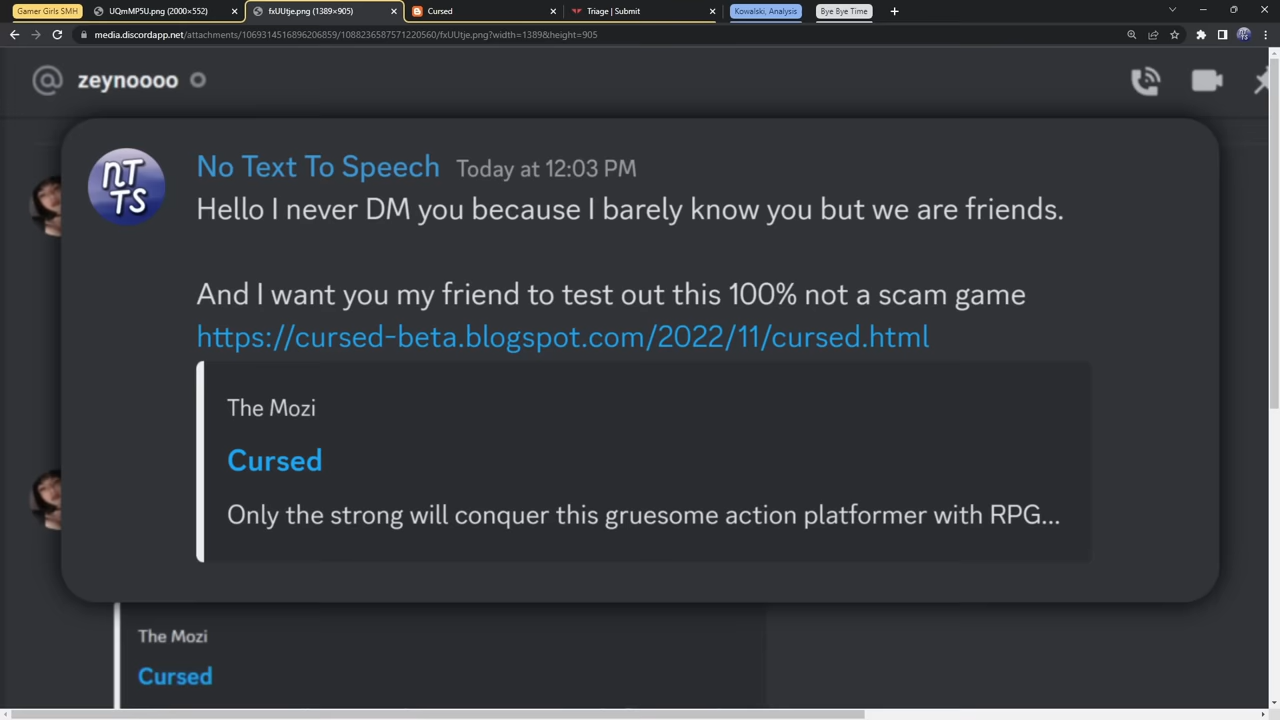 Gamer Girls SMH
UQmMP5U.png (2000×552)
fxUUtje.png (1389×905)
Cursed
Triage | Submit
Kowalski, Analysis
Bye Bye Time
media.discordapp.net/attachments/1069314516896206859/1088236587571220560/fxUUtje.png?width=1389&height=905
@ zeynoooo
nT
TS
No Text To Speech Today at 12:03 PM
Hello I never DM you because I barely know you but we are friends.
And I want you my friend to test out this 100% not a scam game
https://cursed-beta.blogspot.com/2022/11/cursed.html
The Mozi
Cursed
Only the strong will conquer this gruesome action platformer with RPG...
The Mozi
Cursed